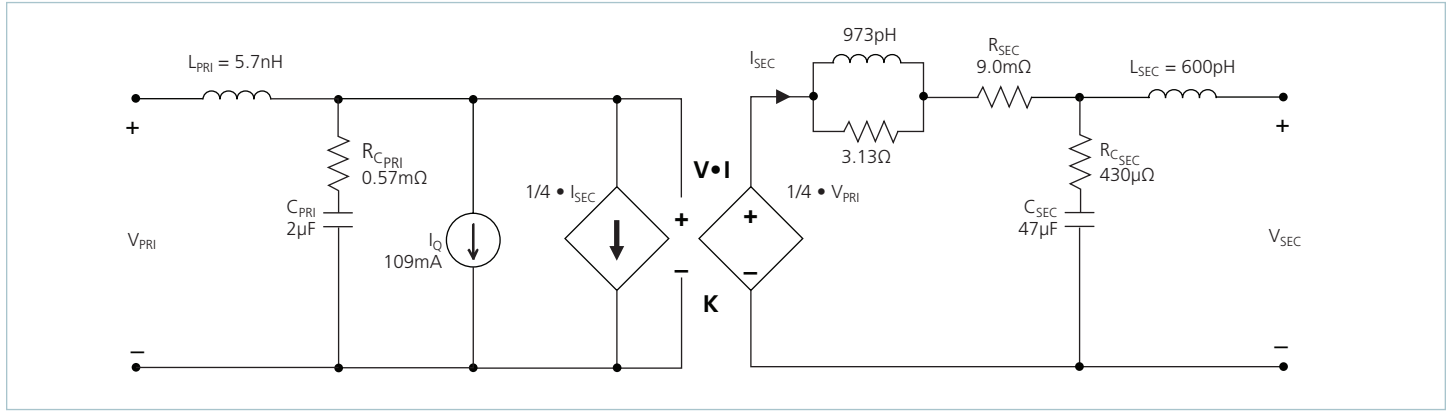 L_PRI = 5.7nH
+
R_C_PRI
0.57mΩ
C_PRI
2µF
V_PRI
I_Q
109mA
1/4 • I_SEC
+
–
V•I
K
+
–
1/4 • V_PRI
I_SEC
973pH
3.13Ω
R_SEC
9.0mΩ
L_SEC = 600pH
R_C_SEC
430µΩ
C_SEC
47µF
+
V_SEC
–
–